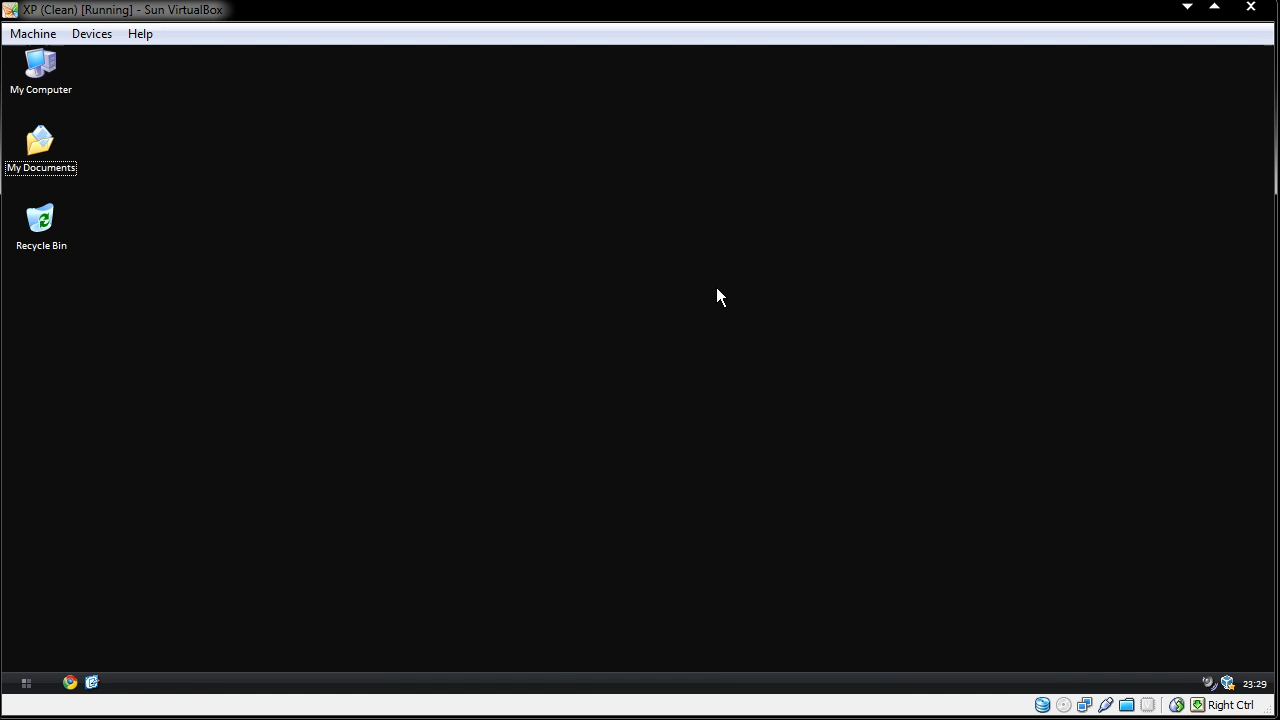 XP (Clean) [Running] - Sun VirtualBox
Machine Devices Help
My Computer
My Documents
Recycle Bin
23:29
Right Ctrl